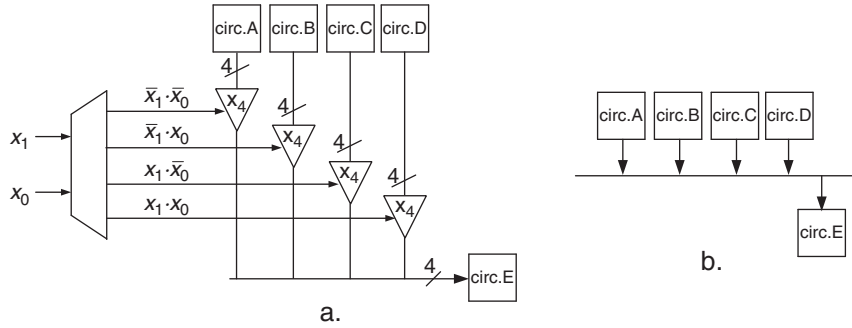 circ.A circ.B circ.C circ.D
4
x̄₁·x̄₀
x₄
4
x₁
x̄₁·x₀
x₄
4
x₁·x̄₀
x₄
4
x₀
x₁·x₀
x₄
4
circ.E
a.
circ.A circ.B circ.C circ.D
circ.E
b.